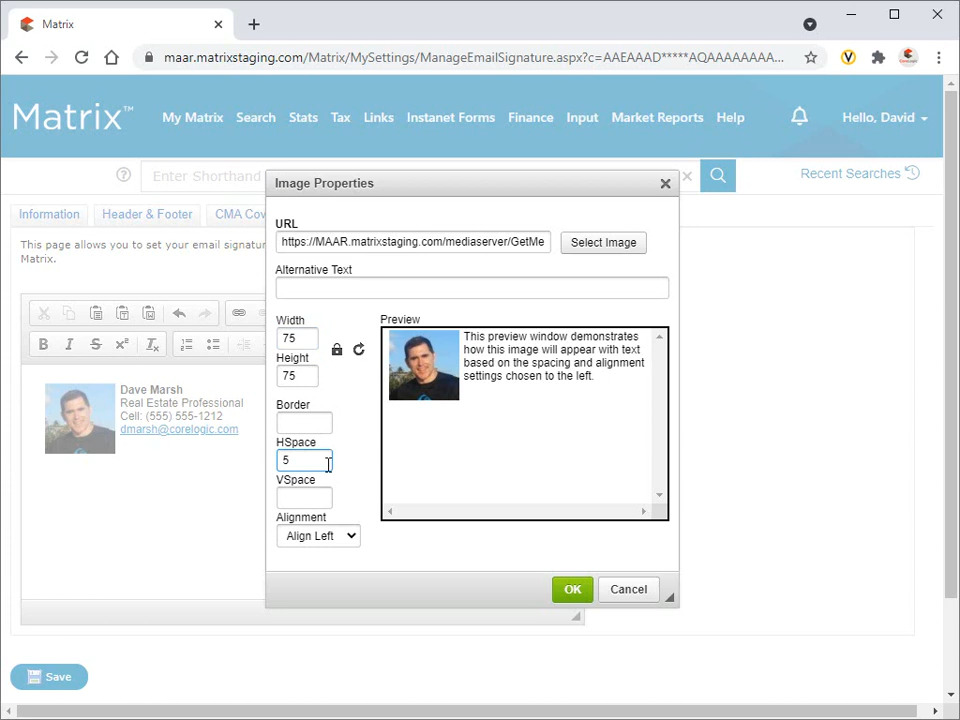 Matrix
maar.matrixstaging.com/Matrix/MySettings/ManageEmailSignature.aspx?c=AAEAAAD*****AQAAAAAAAA...
Matrix™
My Matrix Search Stats Tax Links Instanet Forms Finance Input Market Reports Help
Hello, David
Enter Shorthand
Recent Searches
Information
Header & Footer
CMA Cov
This page allows you to set your email signatur
Matrix.
Image Properties
URL
https://MAAR.matrixstaging.com/mediaserver/GetMe
Select Image
Alternative Text
Width
75
Height
75
Border
HSpace
5
VSpace
Alignment
Align Left
Preview
This preview window demonstrates
how this image will appear with text
based on the spacing and alignment
settings chosen to the left.
Dave Marsh
Real Estate Professional
Cell: (555) 555-1212
dmarsh@corelogic.com
OK
Cancel
Save